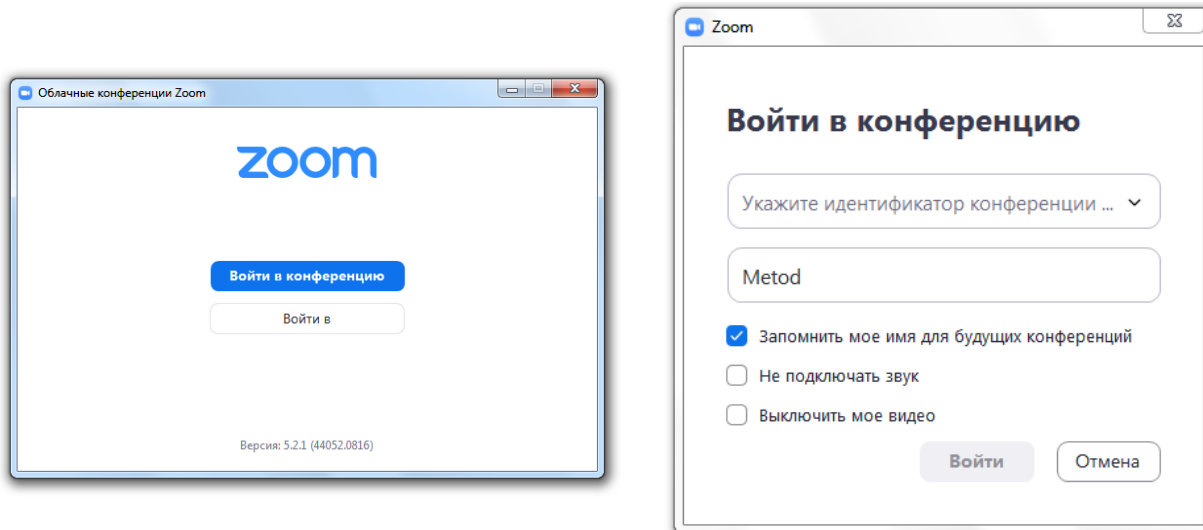 Облачные конференции Zoom
zoom
Войти в конференцию
Войти в
Версия: 5.2.1 (44052.0816)
Zoom
Войти в конференцию
Укажите идентификатор конференции ...
Metod
Запомнить мое имя для будущих конференций
Не подключать звук
Выключить мое видео
Войти Отмена